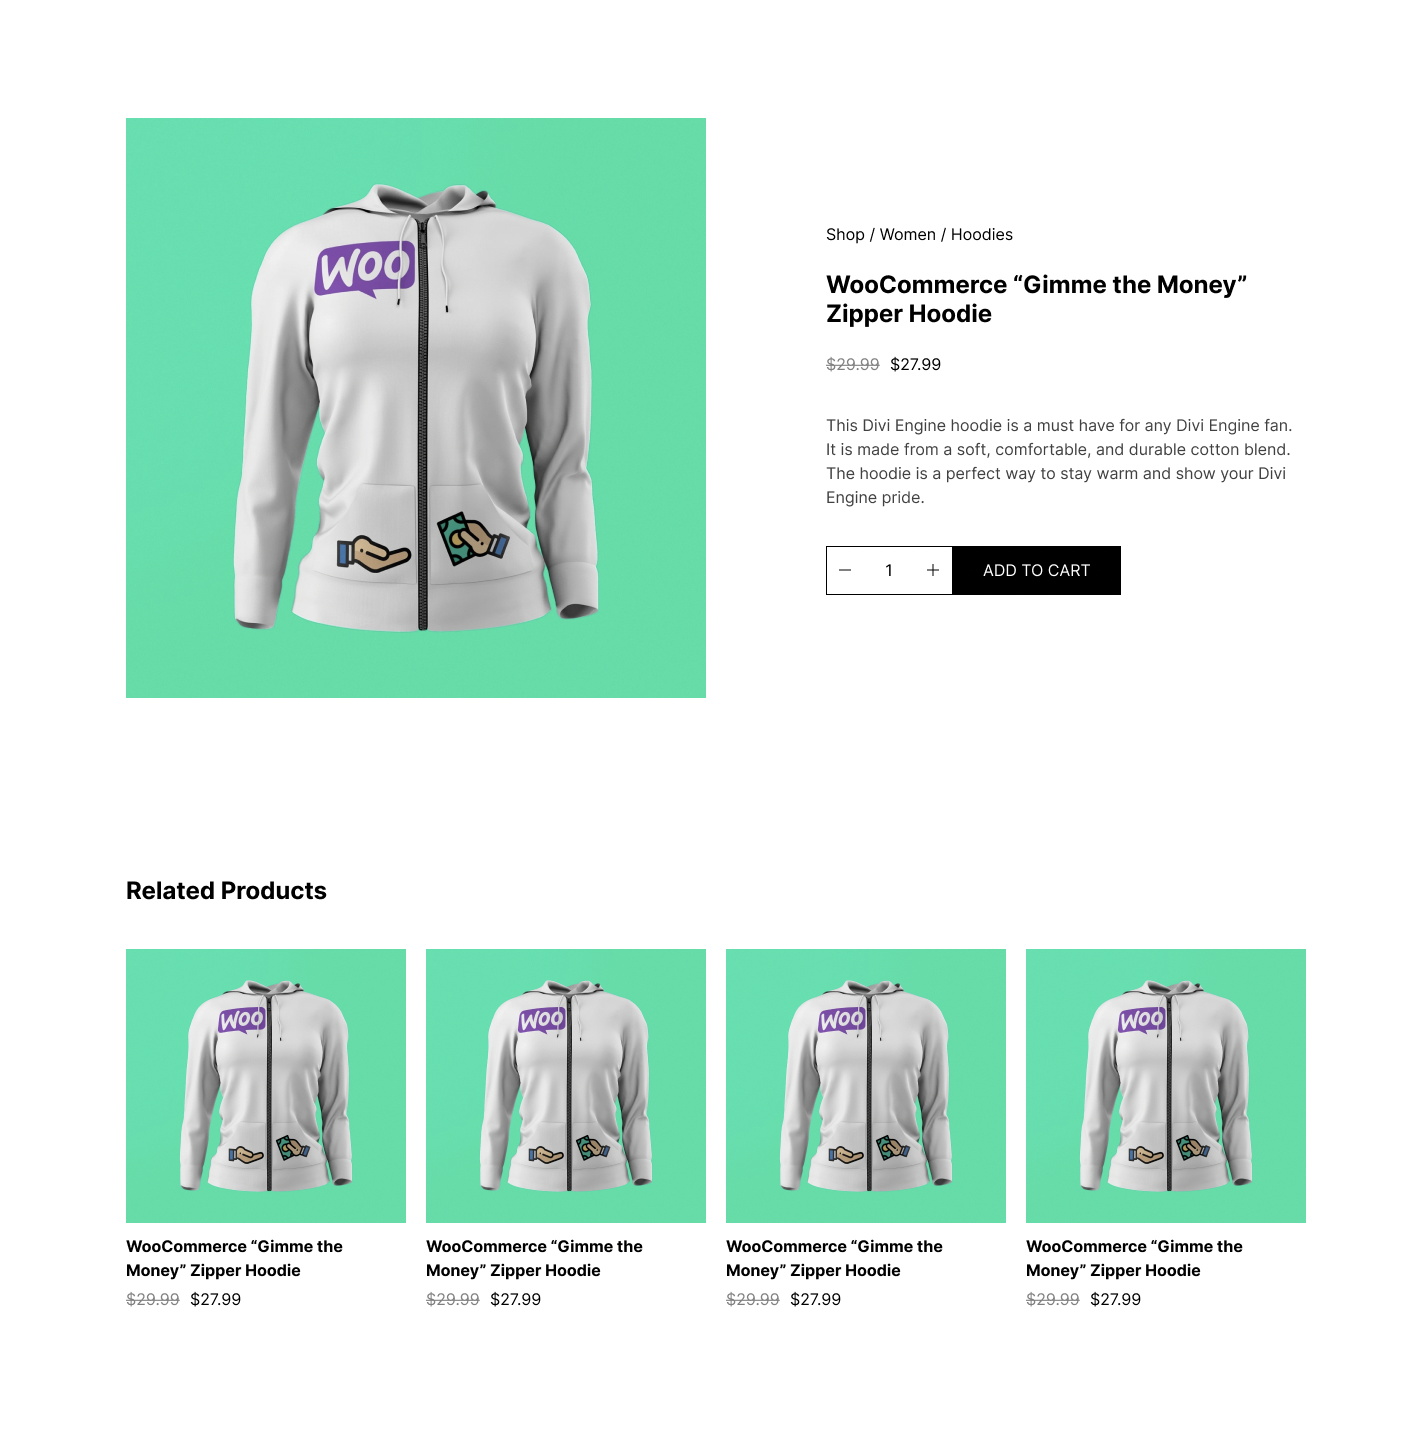 WOO
Shop / Women / Hoodies
WooCommerce “Gimme the Money”
Zipper Hoodie
$29.99 $27.99
This Divi Engine hoodie is a must have for any Divi Engine fan.
It is made from a soft, comfortable, and durable cotton blend.
The hoodie is a perfect way to stay warm and show your Divi
Engine pride.
1
ADD TO CART
Related Products
WOO
WOO
WOO
WOO
WooCommerce “Gimme the
Money” Zipper Hoodie
$29.99 $27.99
WooCommerce “Gimme the
Money” Zipper Hoodie
$29.99 $27.99
WooCommerce “Gimme the
Money” Zipper Hoodie
$29.99 $27.99
WooCommerce “Gimme the
Money” Zipper Hoodie
$29.99 $27.99